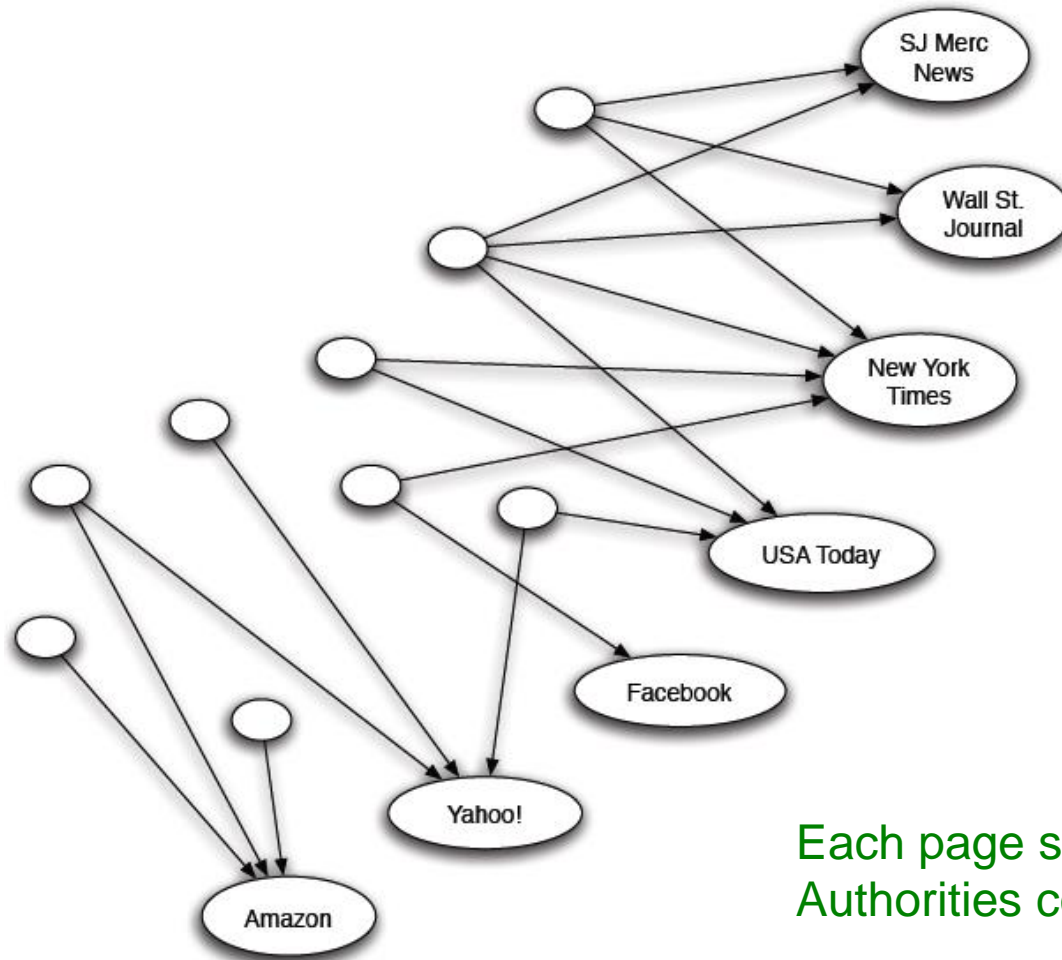 SJ Merc
News
Wall St.
Journal
New York
Times
USA Today
Facebook
Yahoo!
Amazon
Each page s
Authorities c